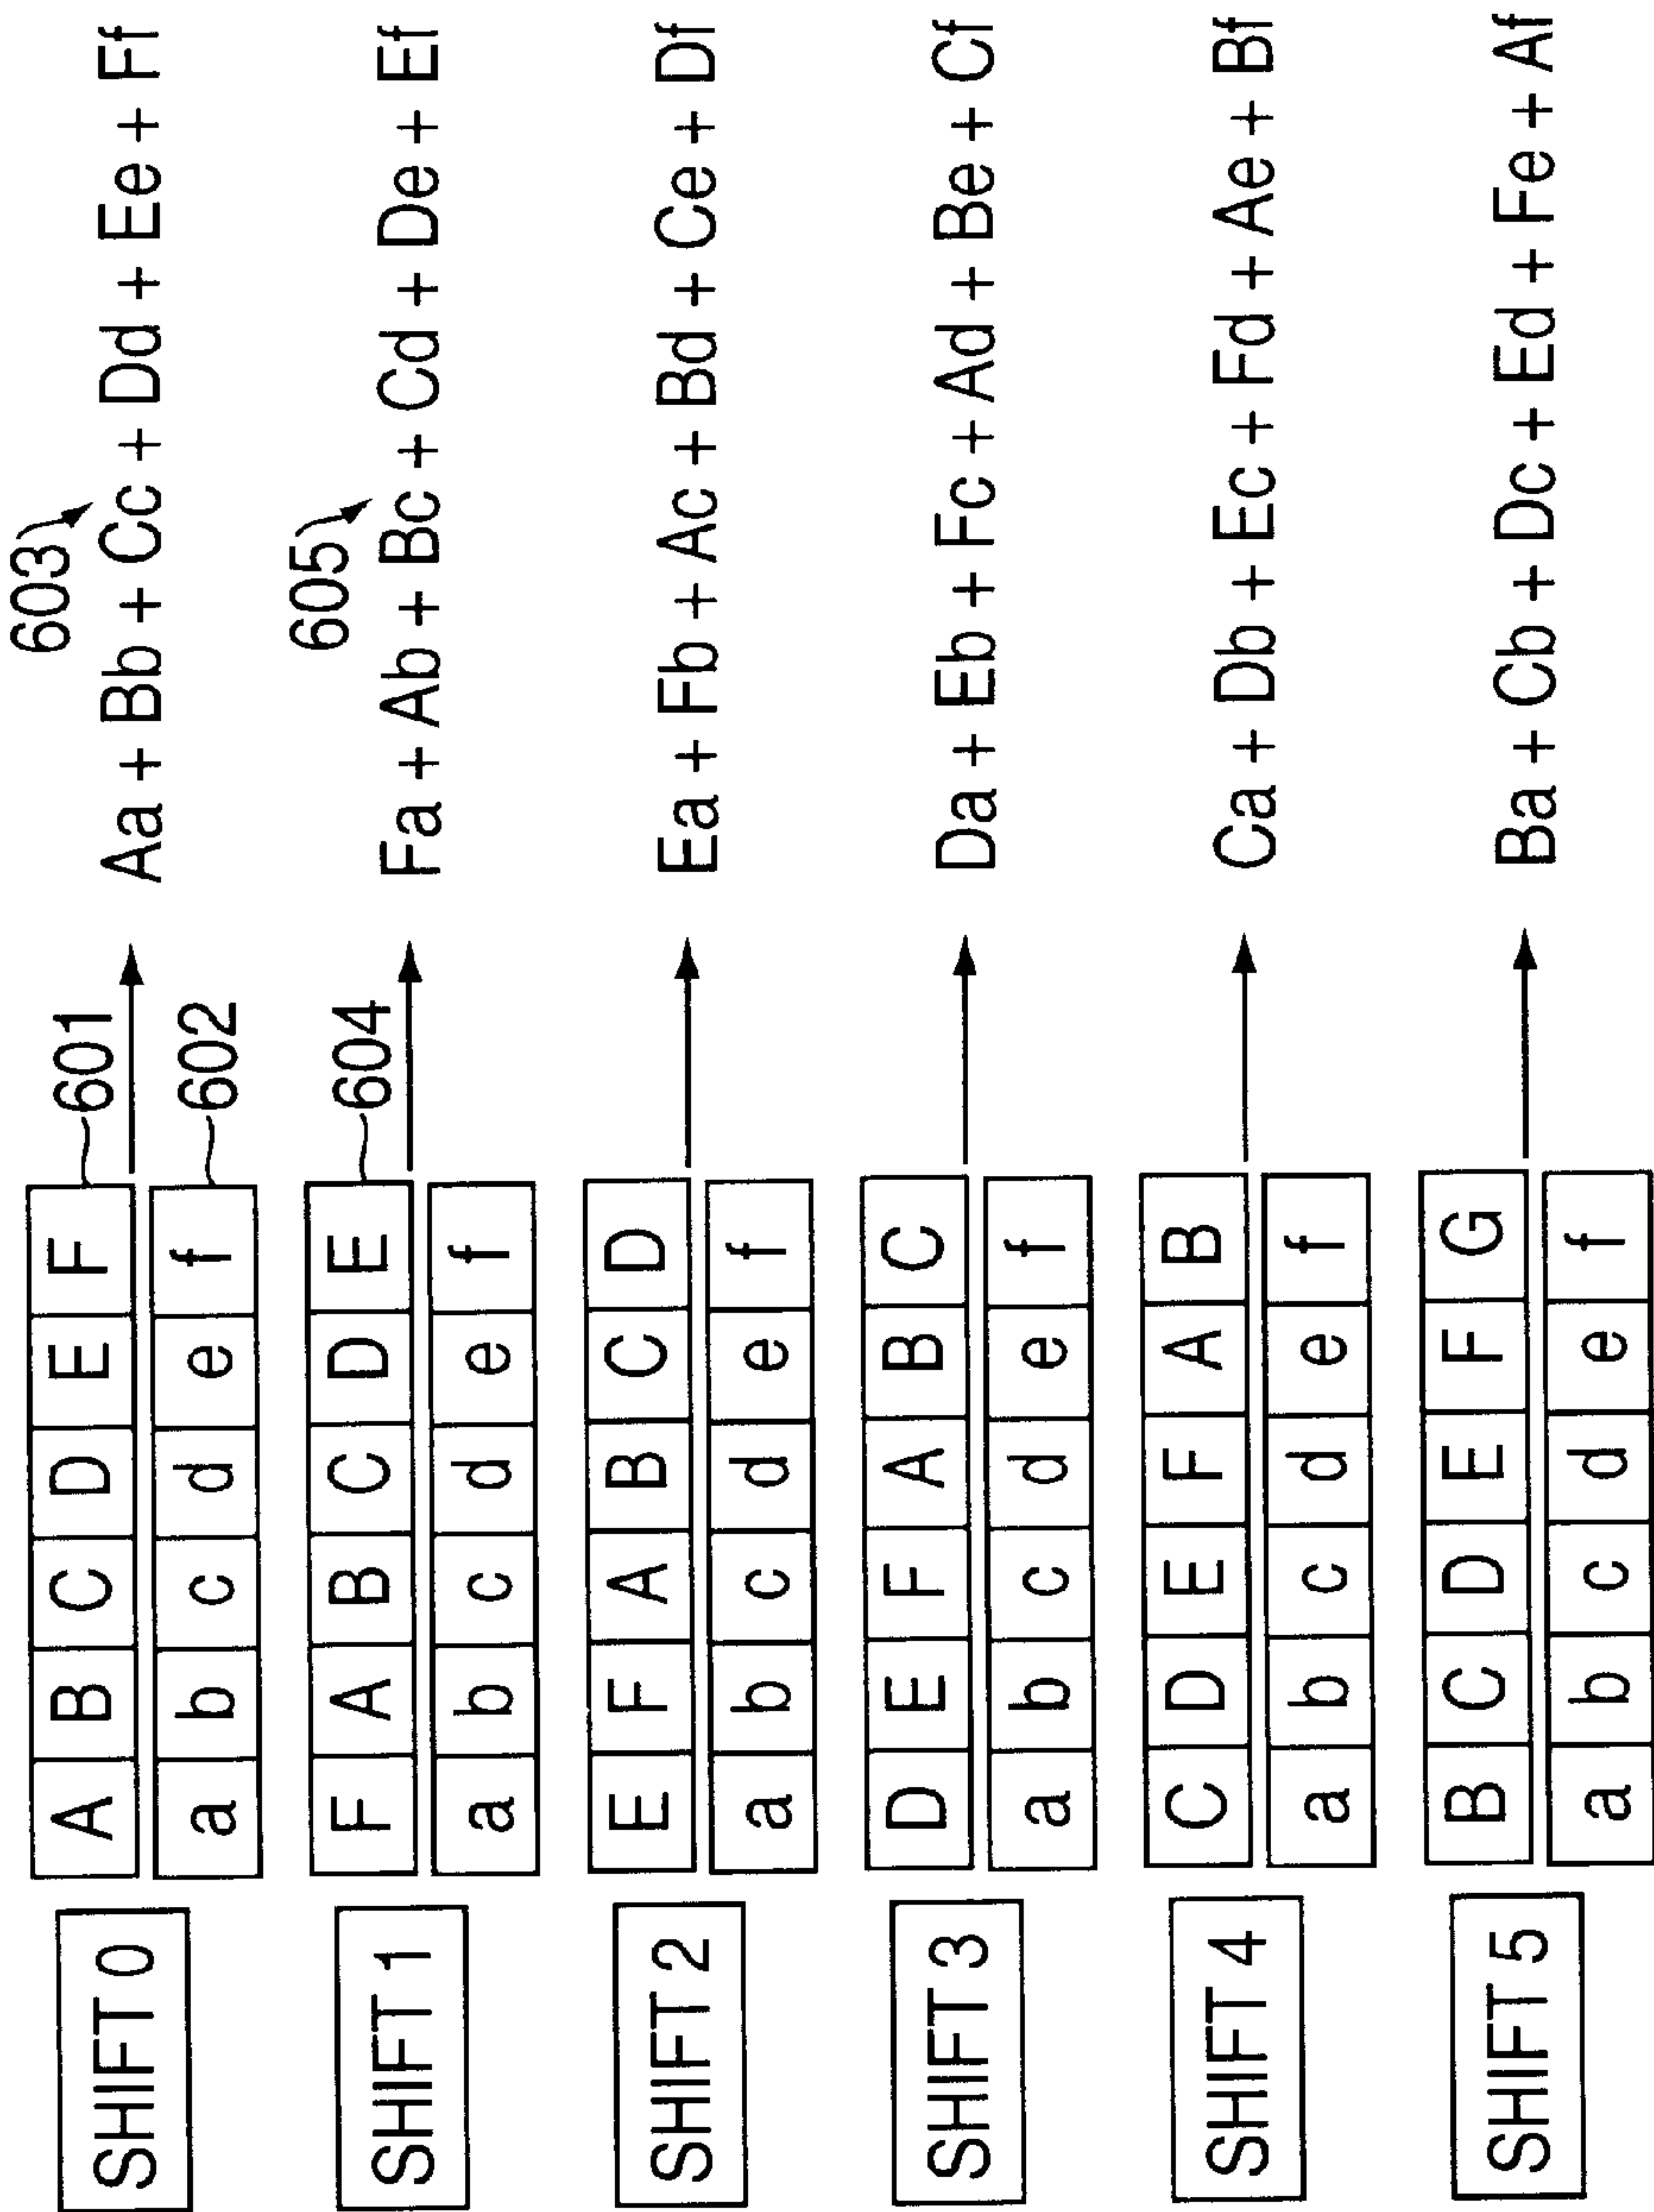 603
SHIFT 0 A B C D E F 601 Aa + Bb + Cc + Dd + Ee + Ff
a b c d e f 602
605
SHIFT 1 F A B C D E 604 Fa + Ab + Bc + Cd + De + Ef
a b c d e f
SHIFT 2 E F A B C D Ea + Fb + Ac + Bd + Ce + Df
a b c d e f
SHIFT 3 D E F A B C Da + Eb + Fc + Ad + Be + Cf
a b c d e f
SHIFT 4 C D E F A B Ca + Db + Ec + Fd + Ae + Bf
a b c d e f
SHIFT 5 B C D E F G Ba + Cb + Dc + Ed + Fe + Af
a b c d e f